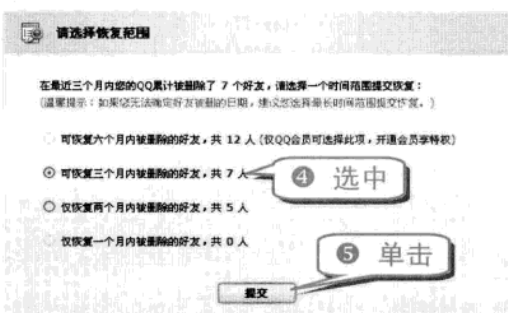 请选择恢复范围
在最近三个月内您的QQ累计被删除了 7 个好友，请选择一个时间范围提交恢复：
(温馨提示：如果您无法确定好友被删的日期，建议您选择最长时间范围提交恢复。)
可恢复六个月内被删除的好友，共 12 人 (仅QQ会员可选择此项，开通会员享特权)
可恢复三个月内被删除的好友，共 7 人
❹ 选中
仅恢复两个月内被删除的好友，共 5 人
仅恢复一个月内被删除的好友，共 0 人
❺ 单击
提交